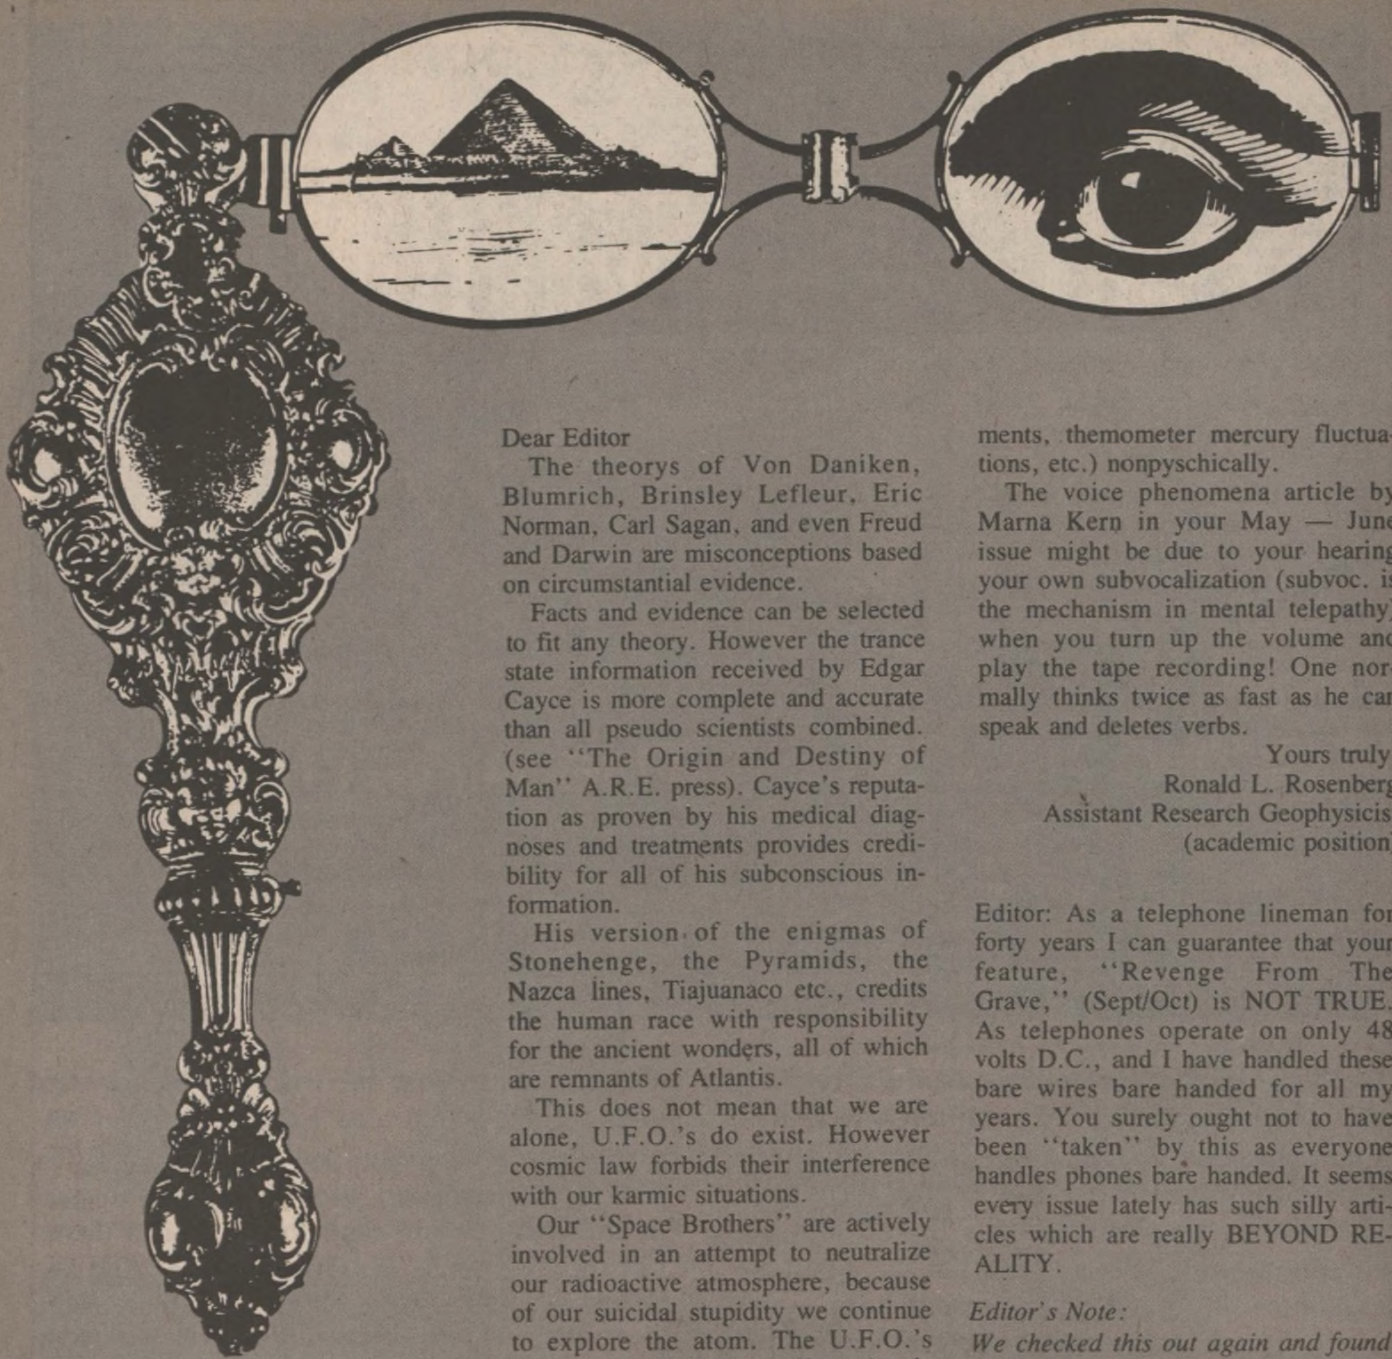 Dear Editor
The theorys of Von Daniken,
Blumrich, Brinsley Lefleur, Eric
Norman, Carl Sagan, and even Freud
and Darwin are misconceptions based
on circumstantial evidence.
Facts and evidence can be selected
to fit any theory. However the trance
state information received by Edgar
Cayce is more complete and accurate
than all pseudo scientists combined.
(see “The Origin and Destiny of
Man” A.R.E. press). Cayce's reputa-
tion as proven by his medical diag-
noses and treatments provides credi-
bility for all of his subconscious in-
formation.
His version of the enigmas of
Stonehenge, the Pyramids, the
Nazca lines, Tiajuanaco etc., credits
the human race with responsibility
for the ancient wonders, all of which
are remnants of Atlantis.
This does not mean that we are
alone, U.F.O.'s do exist. However
cosmic law forbids their interference
with our karmic situations.
Our “Space Brothers” are actively
involved in an attempt to neutralize
our radioactive atmosphere, because
of our suicidal stupidity we continue
to explore the atom. The U.F.O.'s
ments, themometer mercury fluctua-
tions, etc.) nonpyschically.
The voice phenomena article by
Marna Kern in your May — June
issue might be due to your hearing
your own subvocalization (subvoc. is
the mechanism in mental telepathy)
when you turn up the volume and
play the tape recording! One nor-
mally thinks twice as fast as he can
speak and deletes verbs.
Yours truly
Ronald L. Rosenberg
Assistant Research Geophysicis
(academic position
Editor: As a telephone lineman for
forty years I can guarantee that your
feature, “Revenge From The
Grave,” (Sept/Oct) is NOT TRUE.
As telephones operate on only 48
volts D.C., and I have handled these
bare wires bare handed for all my
years. You surely ought not to have
been “taken” by this as everyone
handles phones bare handed. It seems
every issue lately has such silly arti-
cles which are really BEYOND RE-
ALITY.
Editor's Note:
We checked this out again and found